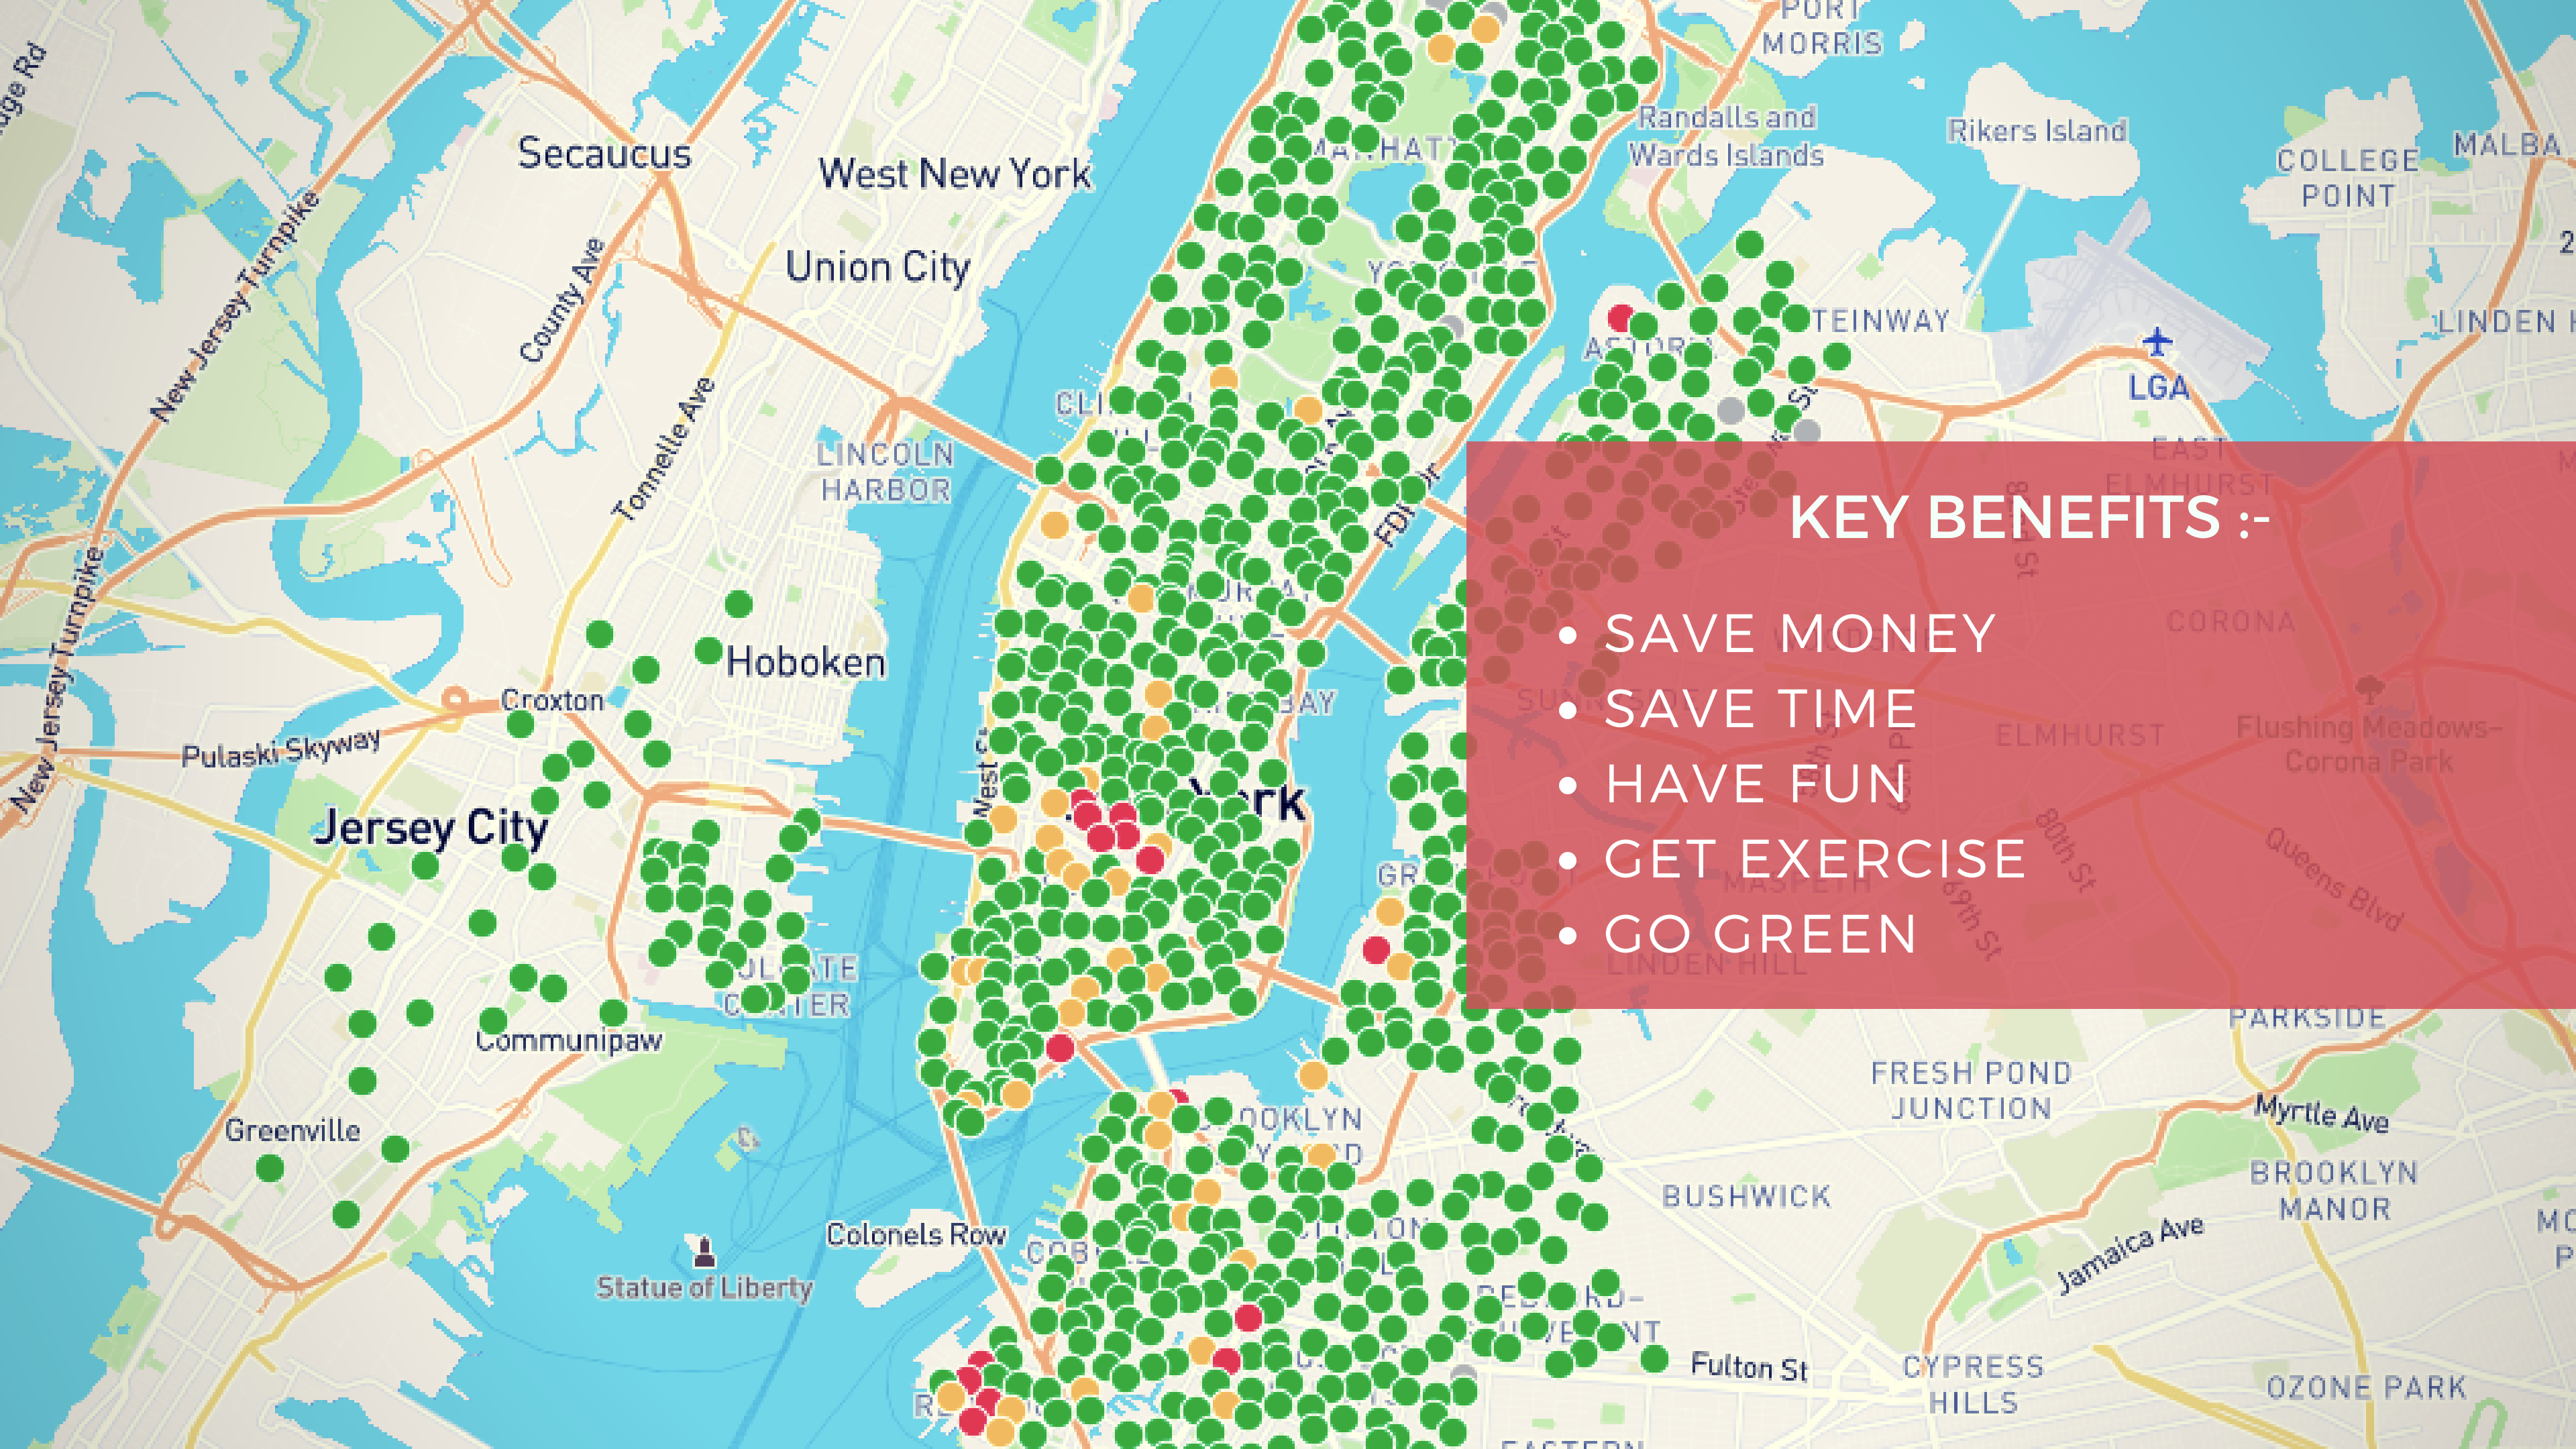 PORT
MORRIS
Randalls and
Wards Islands
Rikers Island
COLLEGE
POINT
MALBA
Secaucus
West New York
Union City
New Jersey Turnpike
County Ave
Tonnelle Ave
LINCOLN
HARBOR
LGA
EAST
ELMHURST
KEY BENEFITS :-
• SAVE MONEY
• SAVE TIME
• HAVE FUN
• GET EXERCISE
• GO GREEN
CORONA
ELMHURST
Flushing Meadows–
Corona Park
MASPETH
LINDEN HILL
80th St
69th St
Queens Blvd
Hoboken
Croxton
Pulaski Skyway
New Jersey Turnpike
Jersey City
Communipaw
Greenville
Colonels Row
Statue of Liberty
PARKSIDE
FRESH POND
JUNCTION
Myrtle Ave
BUSHWICK
BROOKLYN
MANOR
Jamaica Ave
Fulton St
CYPRESS
HILLS
OZONE PARK